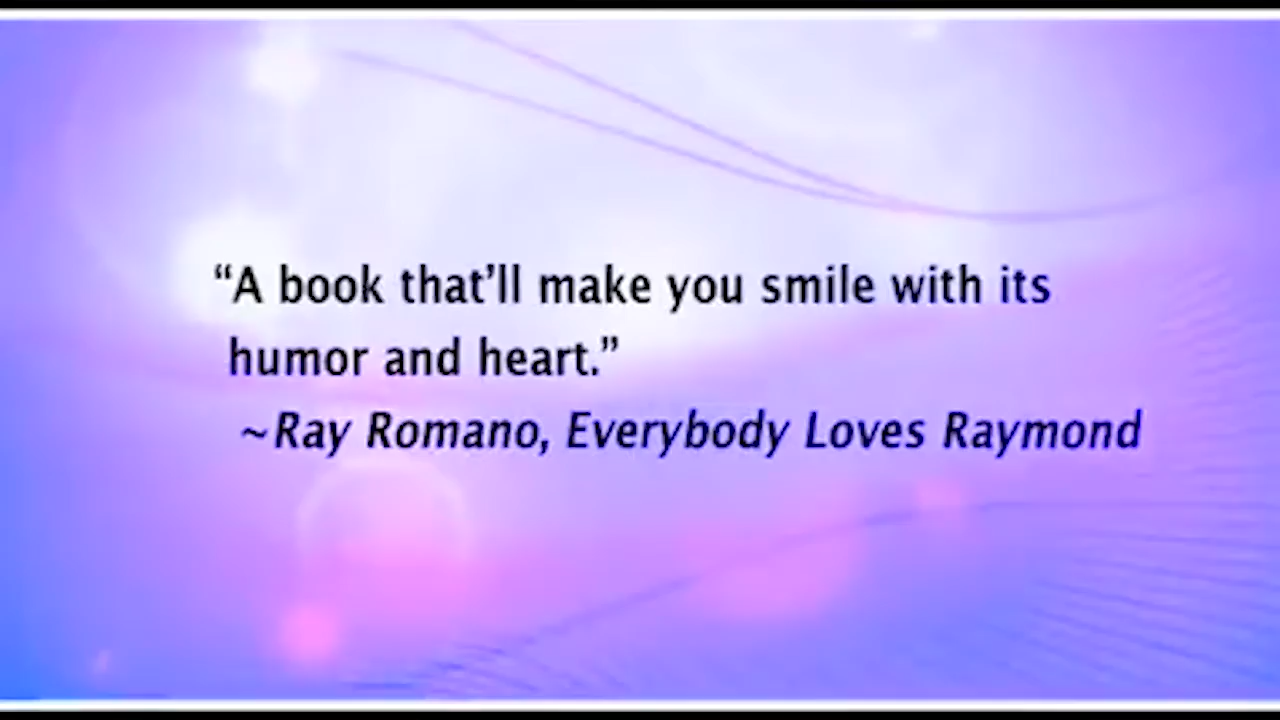 “A book that’ll make you smile with its
humor and heart.”
~Ray Romano, Everybody Loves Raymond